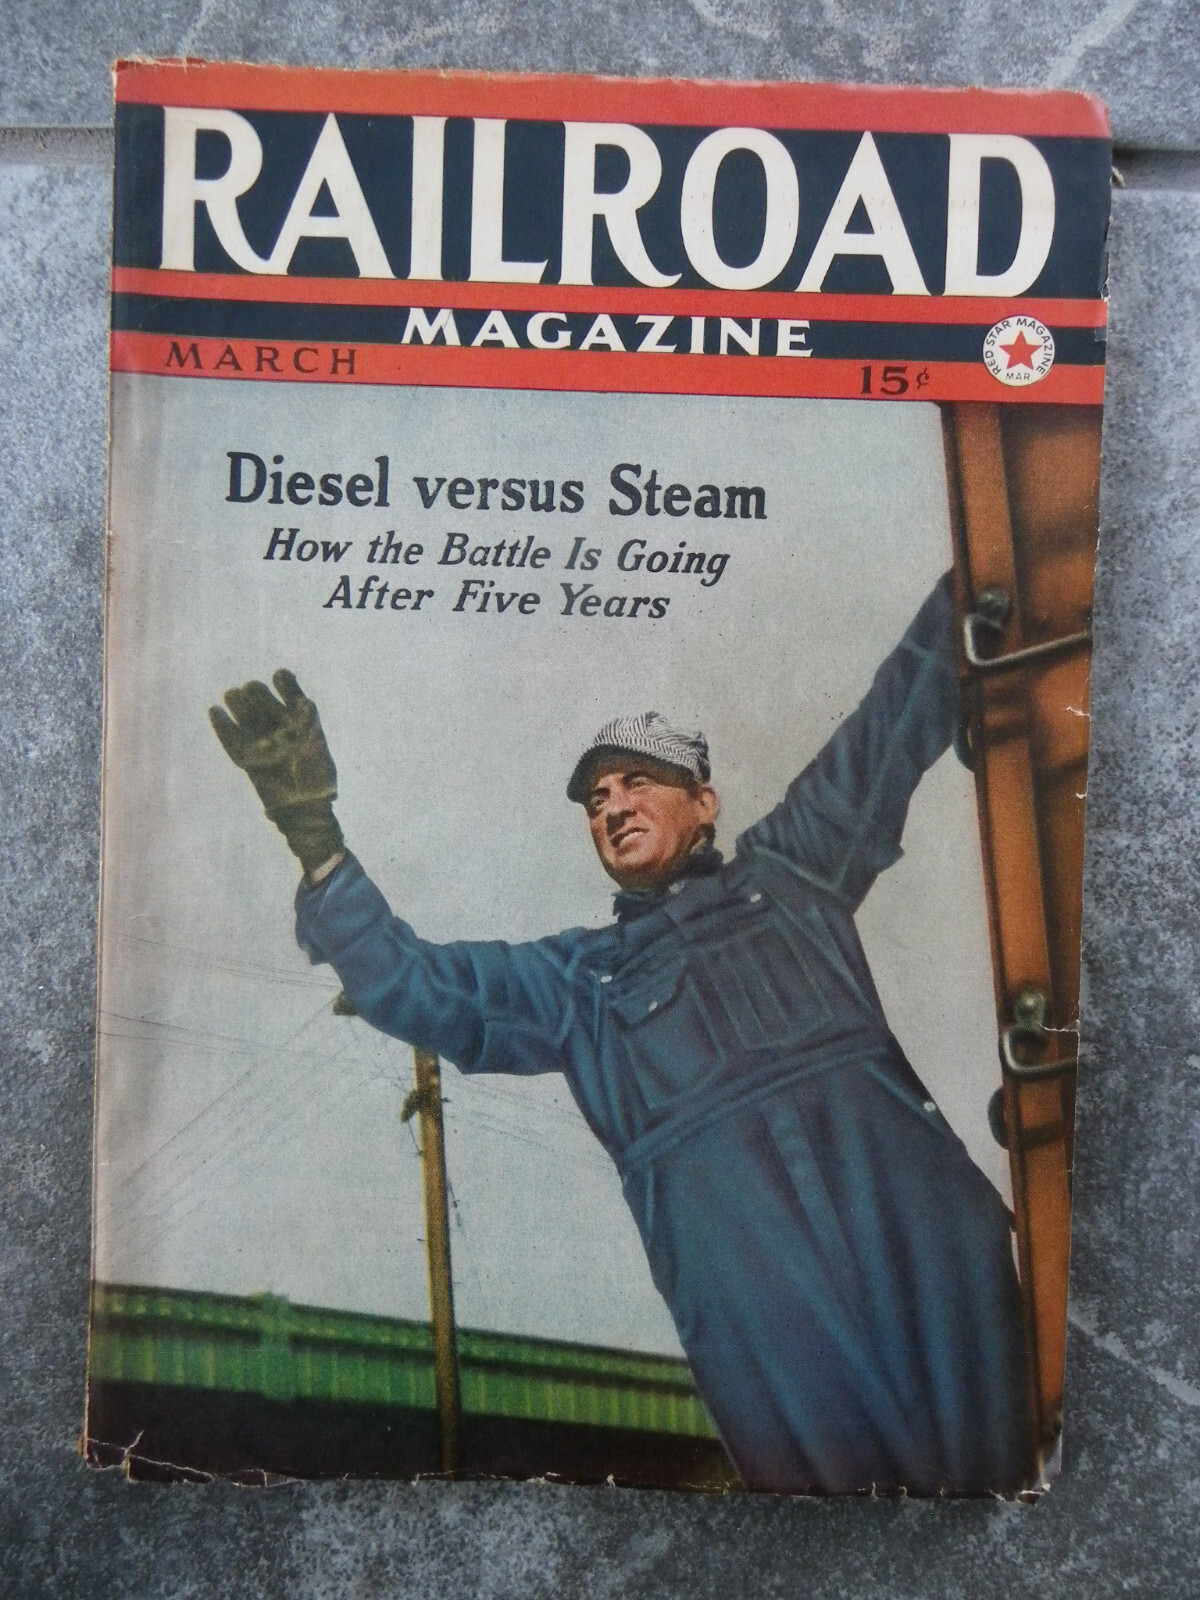 RAILROAD
MAGAZINE
MARCH
15¢
RED STAR MAGAZINE
MAR
Diesel versus Steam
How the Battle Is Going
After Five Years